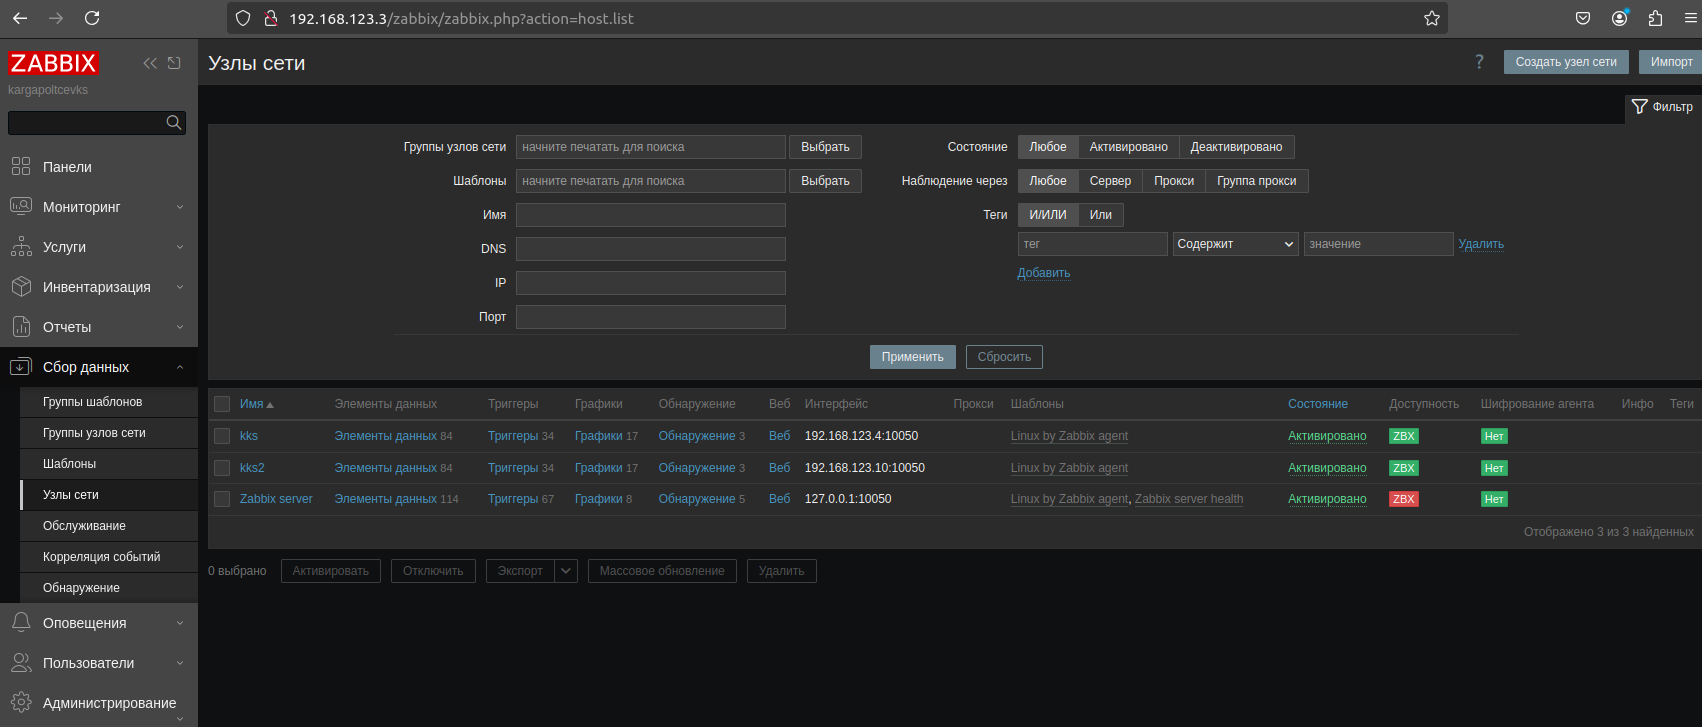 192.168.123.3/zabbix/zabbix.php?action=host.list
ZABBIX
kargapoltcevks
Панели
Мониторинг
Услуги
Инвентаризация
Отчеты
Сбор данных
Группы шаблонов
Группы узлов сети
Шаблоны
Узлы сети
Обслуживание
Корреляция событий
Обнаружение
Оповещения
Пользователи
Администрирование
Узлы сети
? Создать узел сети Импорт
Фильтр
Группы узлов сети начните печатать для поиска Выбрать
Шаблоны начните печатать для поиска Выбрать
Имя
DNS
IP
Порт
Состояние Любое Активировано Деактивировано
Наблюдение через Любое Сервер Прокси Группа прокси
Теги И/ИЛИ Или
тег Содержит значение Удалить
Добавить
Применить Сбросить
Имя Элементы данных Триггеры Графики Обнаружение Веб Интерфейс Прокси Шаблоны Состояние Доступность Шифрование агента Инфо Теги
kks Элементы данных 84 Триггеры 34 Графики 17 Обнаружение 3 Веб 192.168.123.4:10050 Linux by Zabbix agent Активировано ZBX Нет
kks2 Элементы данных 84 Триггеры 34 Графики 17 Обнаружение 3 Веб 192.168.123.10:10050 Linux by Zabbix agent Активировано ZBX Нет
Zabbix server Элементы данных 114 Триггеры 67 Графики 8 Обнаружение 5 Веб 127.0.0.1:10050 Linux by Zabbix agent, Zabbix server health Активировано ZBX Нет
Отображено 3 из 3 найденных
0 выбрано Активировать Отключить Экспорт Массовое обновление Удалить